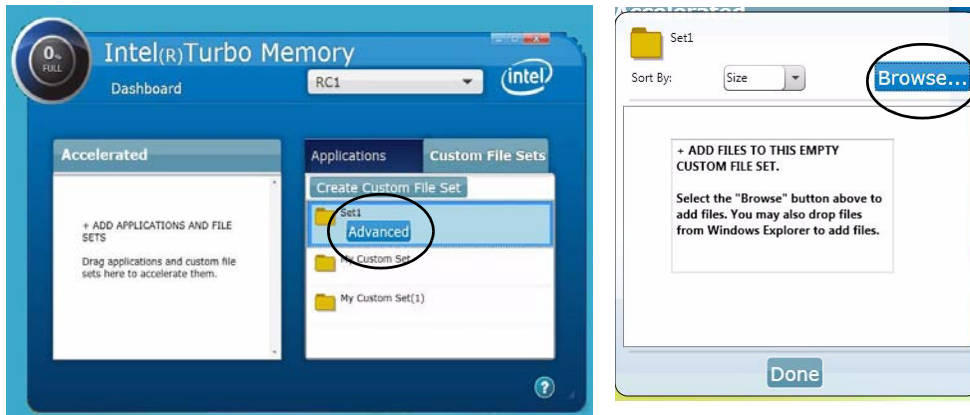 0%
FULL
Intel(R)Turbo Memory
Dashboard
RC1
intel
Accelerated
+ ADD APPLICATIONS AND FILE
SETS
Drag applications and custom file
sets here to accelerate them.
Applications
Custom File Sets
Create Custom File Set
Set1
Advanced
My Custom Set
My Custom Set(1)
?
Accelerated
Set1
Sort By:
Size
Browse...
+ ADD FILES TO THIS EMPTY
CUSTOM FILE SET.
Select the "Browse" button above to
add files. You may also drop files
from Windows Explorer to add files.
Done